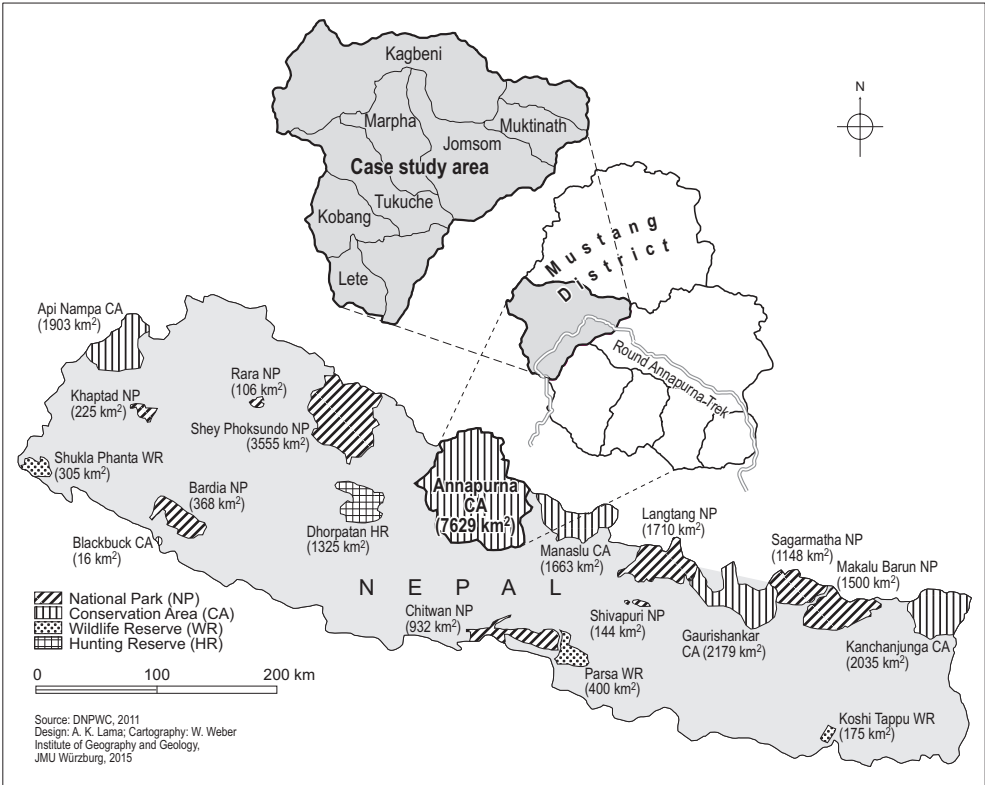 Kagbeni
Marpha
Muktinath
Jomsom
Case study area
Tukuche
Kobang
Lete
N
Mustang
District
Round Annapurna Trek
Api Nampa CA
(1903 km²)
Khaptad NP
(225 km²)
Rara NP
(106 km²)
Shey Phoksundo NP
(3555 km²)
Shukla Phanta WR
(305 km²)
Bardia NP
(368 km²)
Blackbuck CA
(16 km²)
Dhorpatan HR
(1325 km²)
Annapurna
CA
(7629 km²)
Manaslu CA
(1663 km²)
Langtang NP
(1710 km²)
Sagarmatha NP
(1148 km²)
Makalu Barun NP
(1500 km²)
NEPAL
Chitwan NP
(932 km²)
Shivapuri NP
(144 km²)
Gaurishankar
CA (2179 km²)
Kanchanjunga CA
(2035 km²)
Parsa WR
(400 km²)
Koshi Tappu WR
(175 km²)
National Park (NP)
Conservation Area (CA)
Wildlife Reserve (WR)
Hunting Reserve (HR)
0 100 200 km
Source: DNPWC, 2011
Design: A. K. Lama; Cartography: W. Weber
Institute of Geography and Geology,
JMU Würzburg, 2015